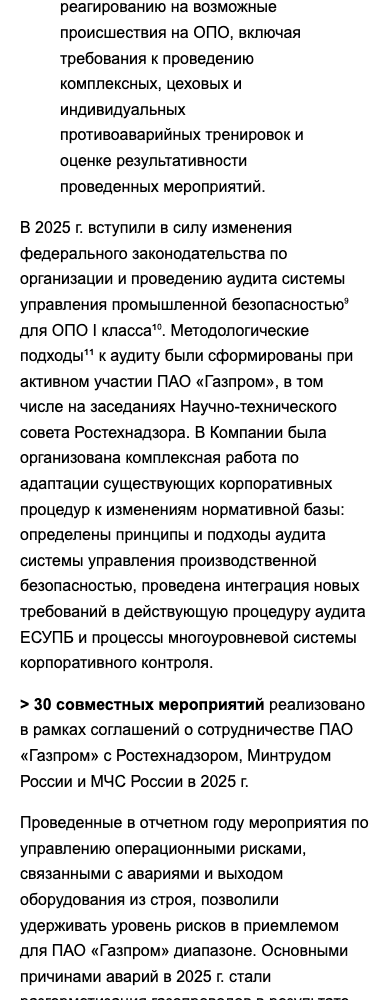 реагированию на возможные
происшествия на ОПО, включая
требования к проведению
комплексных, цеховых и
индивидуальных
противоаварийных тренировок и
оценке результативности
проведенных мероприятий.
В 2025 г. вступили в силу изменения
федерального законодательства по
организации и проведению аудита системы
управления промышленной безопасностью⁹
для ОПО I класса¹⁰. Методологические
подходы¹¹ к аудиту были сформированы при
активном участии ПАО «Газпром», в том
числе на заседаниях Научно-технического
совета Ростехнадзора. В Компании была
организована комплексная работа по
адаптации существующих корпоративных
процедур к изменениям нормативной базы:
определены принципы и подходы аудита
системы управления производственной
безопасностью, проведена интеграция новых
требований в действующую процедуру аудита
ЕСУПБ и процессы многоуровневой системы
корпоративного контроля.
> 30 совместных мероприятий реализовано
в рамках соглашений о сотрудничестве ПАО
«Газпром» с Ростехнадзором, Минтрудом
России и МЧС России в 2025 г.
Проведенные в отчетном году мероприятия по
управлению операционными рисками,
связанными с авариями и выходом
оборудования из строя, позволили
удерживать уровень рисков в приемлемом
для ПАО «Газпром» диапазоне. Основными
причинами аварий в 2025 г. стали
разгерметизация газопроводов в результате